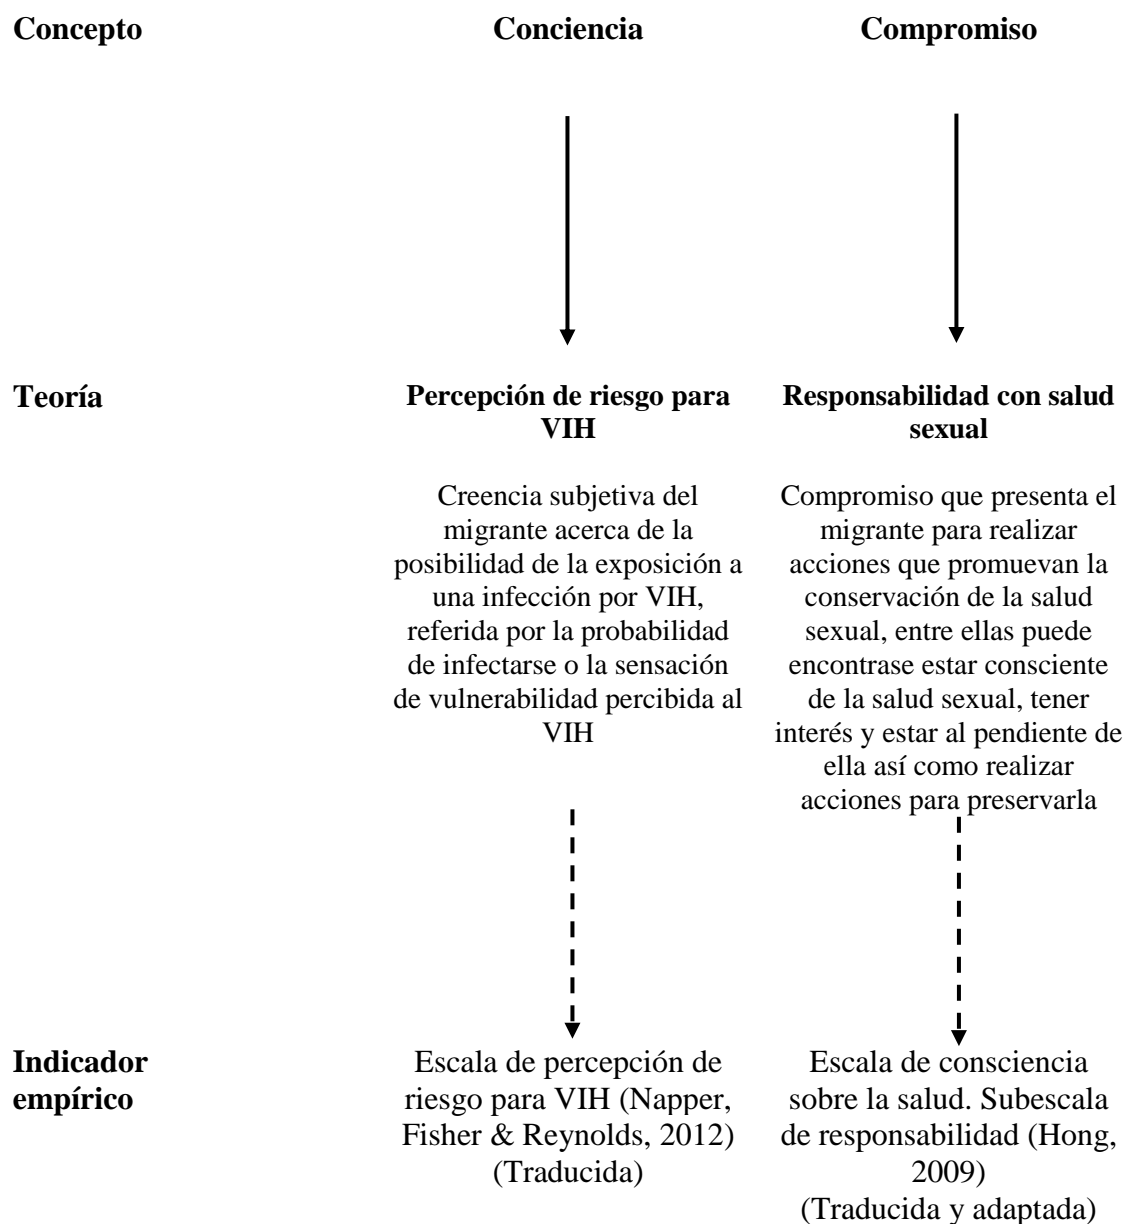 Concepto
Conciencia
Compromiso
Teoría
Percepción de riesgo para
VIH
Responsabilidad con salud
sexual
Creencia subjetiva del
migrante acerca de la
posibilidad de la exposición a
una infección por VIH,
referida por la probabilidad
de infectarse o la sensación
de vulnerabilidad percibida al
VIH
Compromiso que presenta el
migrante para realizar
acciones que promuevan la
conservación de la salud
sexual, entre ellas puede
encontrase estar consciente
de la salud sexual, tener
interés y estar al pendiente de
ella así como realizar
acciones para preservarla
Indicador
empírico
Escala de percepción de
riesgo para VIH (Napper,
Fisher & Reynolds, 2012)
(Traducida)
Escala de consciencia
sobre la salud. Subescala
de responsabilidad (Hong,
2009)
(Traducida y adaptada)